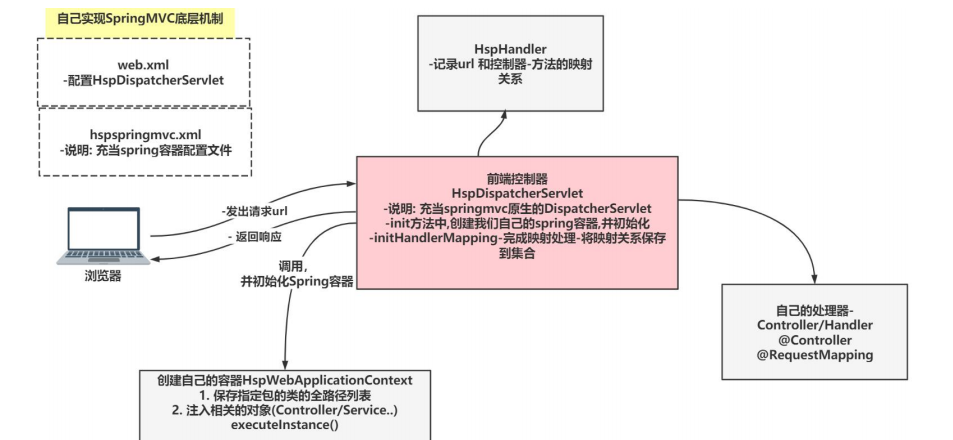 自己实现SpringMVC底层机制
web.xml
-配置HspDispatcherServlet
hspspringmvc.xml
-说明: 充当spring容器配置文件
HspHandler
-记录url 和控制器-方法的映射
关系
前端控制器
HspDispatcherServlet
-说明: 充当springmvc原生的DispatcherServlet
-init方法中,创建我们自己的spring容器,并初始化
-initHandlerMapping-完成映射处理-将映射关系保存
到集合
-发出请求url
- 返回响应
浏览器
调用，
并初始化Spring容器
自己的处理器-
Controller/Handler
@Controller
@RequestMapping
创建自己的容器HspWebApplicationContext
1. 保存指定包的类的全路径列表
2. 注入相关的对象(Controller/Service..)
executeInstance()